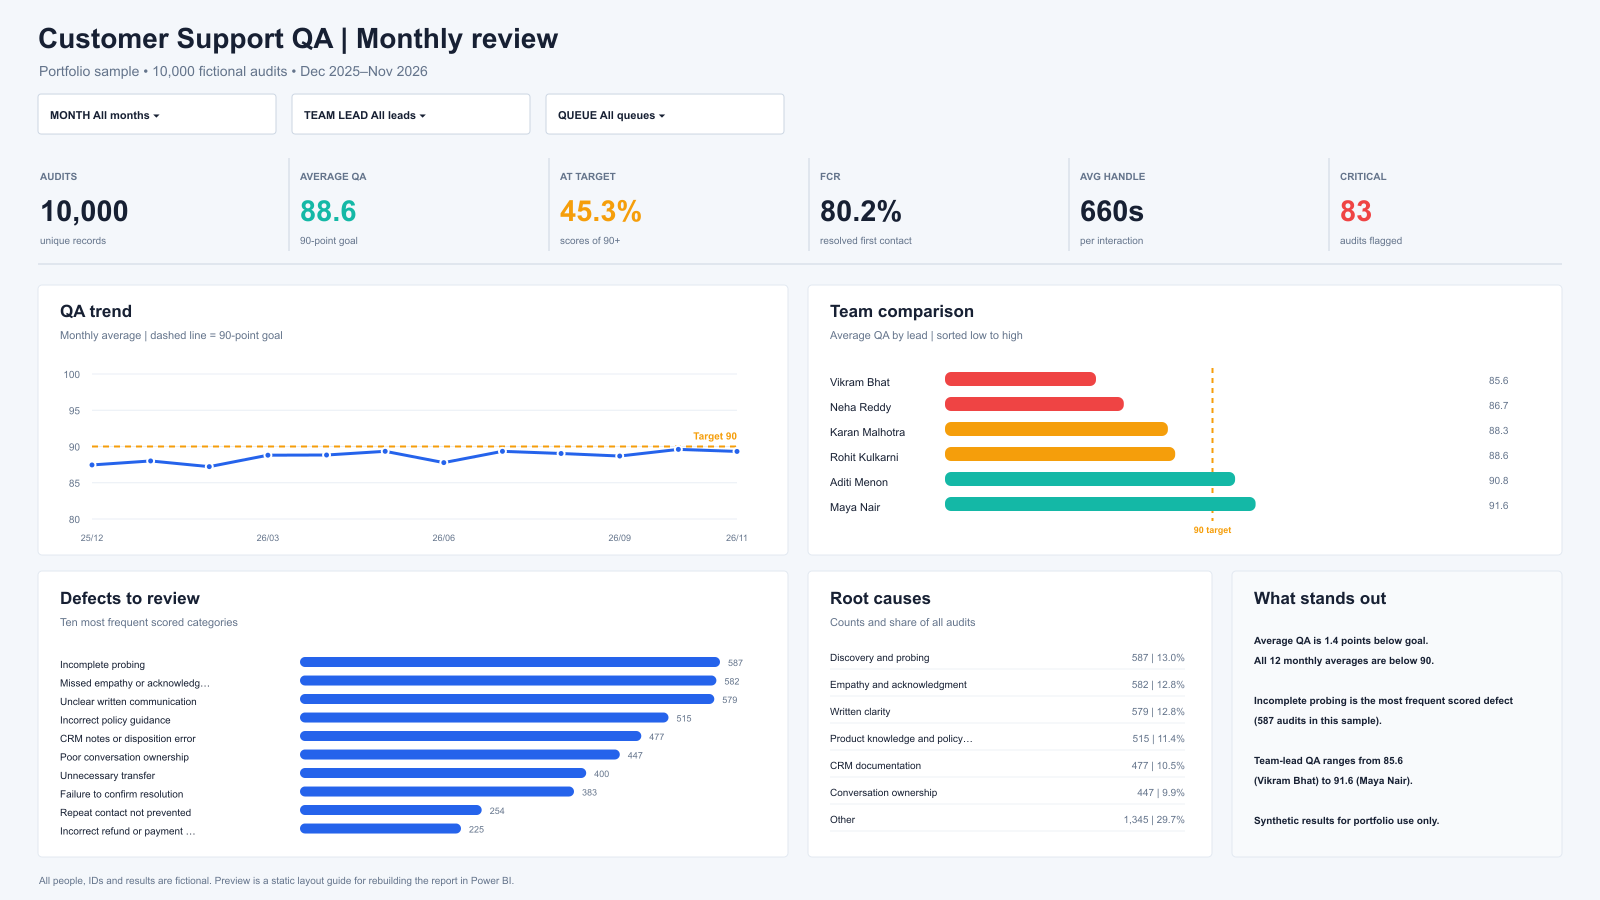 Customer Support QA | Monthly review
Portfolio sample • 10,000 fictional audits • Dec 2025–Nov 2026
MONTH All months
TEAM LEAD All leads
QUEUE All queues
AUDITS
10,000
unique records
AVERAGE QA
88.6
90-point goal
AT TARGET
45.3%
scores of 90+
FCR
80.2%
resolved first contact
AVG HANDLE
660s
per interaction
CRITICAL
83
audits flagged
QA trend
Monthly average | dashed line = 90-point goal
100
95
90
85
80
Target 90
25/12
26/03
26/06
26/09
26/11
Team comparison
Average QA by lead | sorted low to high
Vikram Bhat 85.6
Neha Reddy 86.7
Karan Malhotra 88.3
Rohit Kulkarni 88.6
Aditi Menon 90.8
Maya Nair 91.6
90 target
Defects to review
Ten most frequent scored categories
Incomplete probing 587
Missed empathy or acknowledg… 582
Unclear written communication 579
Incorrect policy guidance 515
CRM notes or disposition error 477
Poor conversation ownership 447
Unnecessary transfer 400
Failure to confirm resolution 383
Repeat contact not prevented 254
Incorrect refund or payment … 225
Root causes
Counts and share of all audits
Discovery and probing 587 | 13.0%
Empathy and acknowledgment 582 | 12.8%
Written clarity 579 | 12.8%
Product knowledge and policy… 515 | 11.4%
CRM documentation 477 | 10.5%
Conversation ownership 447 | 9.9%
Other 1,345 | 29.7%
What stands out
Average QA is 1.4 points below goal.
All 12 monthly averages are below 90.
Incomplete probing is the most frequent scored defect
(587 audits in this sample).
Team-lead QA ranges from 85.6
(Vikram Bhat) to 91.6 (Maya Nair).
Synthetic results for portfolio use only.
All people, IDs and results are fictional. Preview is a static layout guide for rebuilding the report in Power BI.